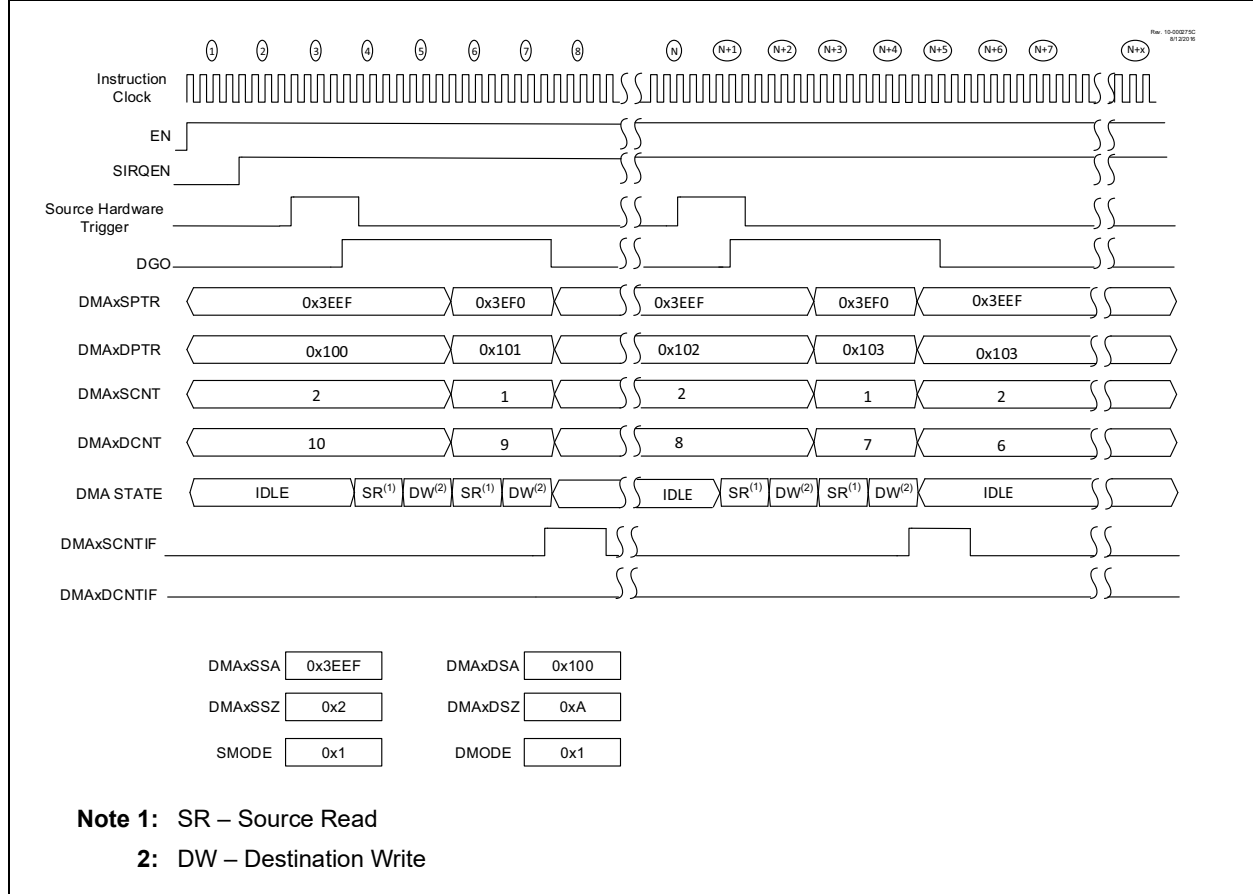 Rev. 10-000275C
8/12/2016
1 2 3 4 5 6 7 8 N N+1 N+2 N+3 N+4 N+5 N+6 N+7 N+x
Instruction
Clock
EN
SIRQEN
Source Hardware
Trigger
DGO
DMAxSPTR 0x3EEF 0x3EF0 0x3EEF 0x3EF0 0x3EEF
DMAxDPTR 0x100 0x101 0x102 0x103 0x103
DMAxSCNT 2 1 2 1 2
DMAxDCNT 10 9 8 7 6
DMA STATE IDLE SR(1) DW(2) SR(1) DW(2) IDLE SR(1) DW(2) SR(1) DW(2) IDLE
DMAxSCNTIF
DMAxDCNTIF
DMAxSSA 0x3EEF DMAxDSA 0x100
DMAxSSZ 0x2 DMAxDSZ 0xA
SMODE 0x1 DMODE 0x1
Note 1: SR – Source Read
2: DW – Destination Write